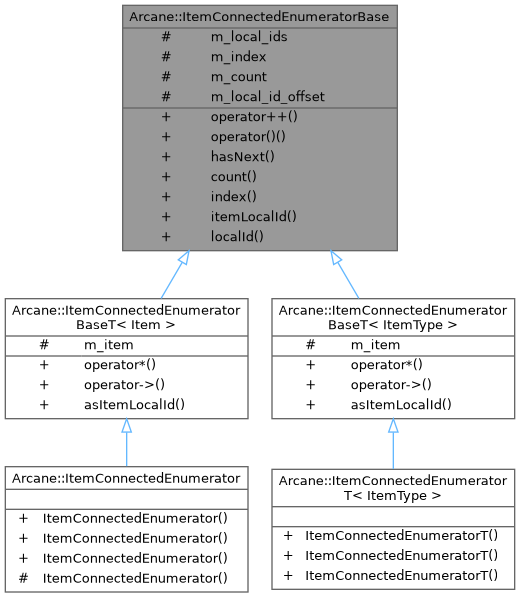 Arcane::ItemConnectedEnumeratorBase
# m_local_ids
# m_index
# m_count
# m_local_id_offset
+ operator++()
+ operator()()
+ hasNext()
+ count()
+ index()
+ itemLocalId()
+ localId()
Arcane::ItemConnectedEnumerator
BaseT< Item >
# m_item
+ operator*()
+ operator->()
+ asItemLocalId()
Arcane::ItemConnectedEnumerator
BaseT< ItemType >
# m_item
+ operator*()
+ operator->()
+ asItemLocalId()
Arcane::ItemConnectedEnumerator
+ ItemConnectedEnumerator()
+ ItemConnectedEnumerator()
+ ItemConnectedEnumerator()
# ItemConnectedEnumerator()
Arcane::ItemConnectedEnumerator
T< ItemType >
+ ItemConnectedEnumeratorT()
+ ItemConnectedEnumeratorT()
+ ItemConnectedEnumeratorT()